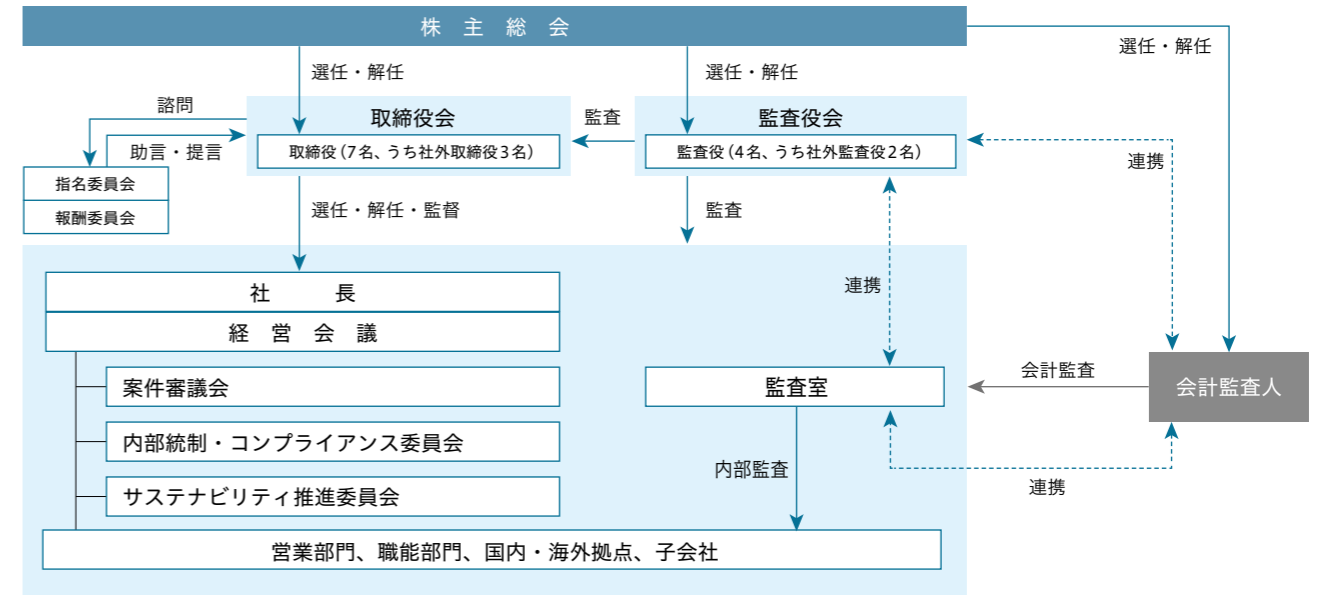 株主総会
選任・解任
選任・解任
選任・解任
諮問
取締役会
監査
監査役会
助言・提言
取締役(7名、うち社外取締役3名)
監査役(4名、うち社外監査役2名)
連携
指名委員会
報酬委員会
選任・解任・監督
監査
社長
連携
経営会議
会計監査
案件審議会
監査室
会計監査人
内部統制・コンプライアンス委員会
内部監査
連携
サステナビリティ推進委員会
営業部門、職能部門、国内・海外拠点、子会社